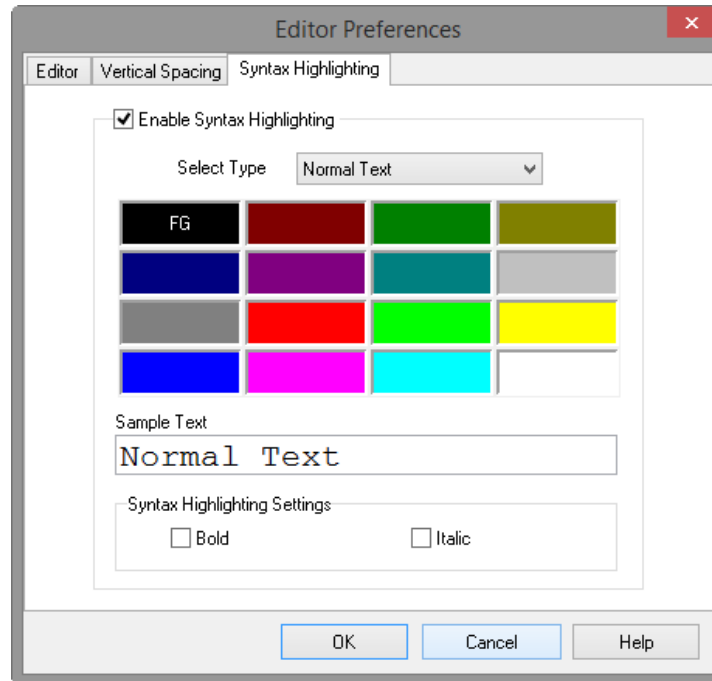 Editor Preferences
Editor Vertical Spacing Syntax Highlighting
Enable Syntax Highlighting
Select Type Normal Text
FG
Sample Text
Normal Text
Syntax Highlighting Settings
Bold Italic
OK Cancel Help